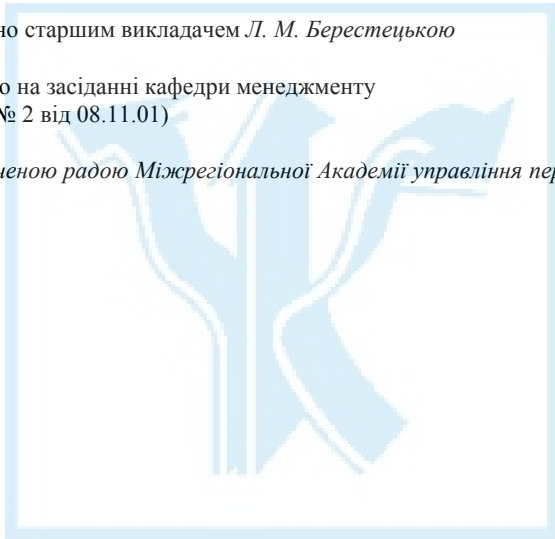 но старшим викладачем Л. М. Берестецькою
о на засіданні кафедри менеджменту
№ 2 від 08.11.01)
ченою радою Міжрегіональної Академії управління пер